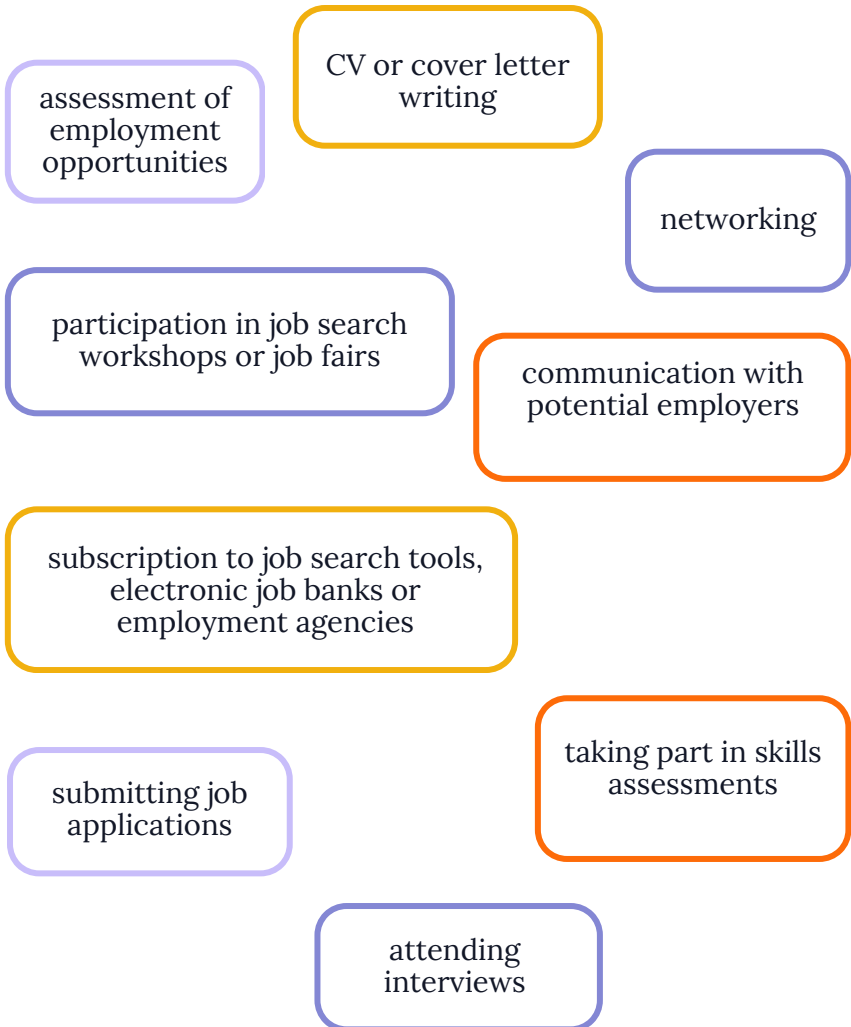 CV or cover letter
writing
assessment of
employment
opportunities
networking
participation in job search
workshops or job fairs
communication with
potential employers
subscription to job search tools,
electronic job banks or
employment agencies
taking part in skills
assessments
submitting job
applications
attending
interviews